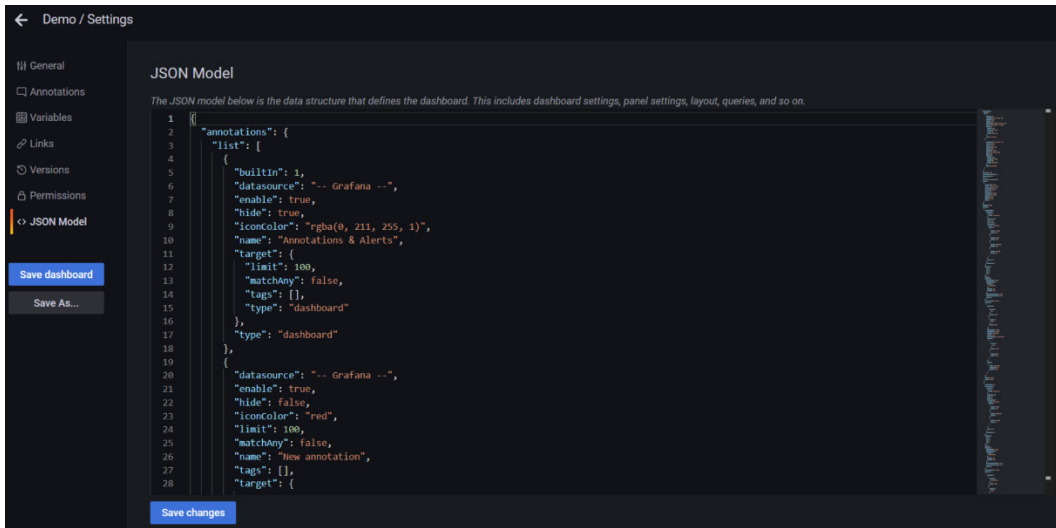 Demo / Settings
General
Annotations
Variables
Links
Versions
Permissions
JSON Model
Save dashboard
Save As...
JSON Model
The JSON model below is the data structure that defines the dashboard. This includes dashboard settings, panel settings, layout, queries, and so on.
1 {
2 "annotations": {
3 "list": [
4 {
5 "builtIn": 1,
6 "datasource": "-- Grafana --",
7 "enable": true,
8 "hide": true,
9 "iconColor": "rgba(0, 211, 255, 1)",
10 "name": "Annotations & Alerts",
11 "target": {
12 "limit": 100,
13 "matchAny": false,
14 "tags": [],
15 "type": "dashboard"
16 },
17 "type": "dashboard"
18 },
19 {
20 "datasource": "-- Grafana --",
21 "enable": true,
22 "hide": false,
23 "iconColor": "red",
24 "limit": 100,
25 "matchAny": false,
26 "name": "New annotation",
27 "tags": [],
28 "target": {
Save changes